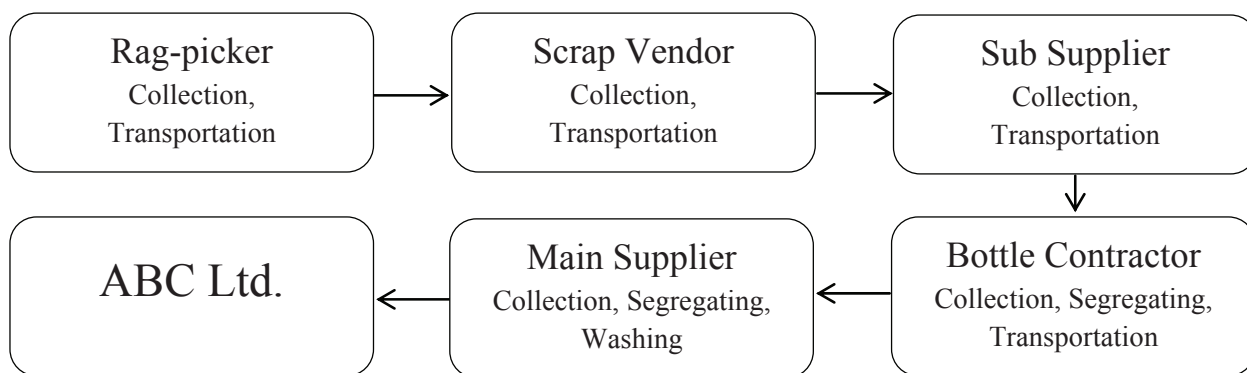 Rag-picker
Collection,
Transportation
Scrap Vendor
Collection,
Transportation
Sub Supplier
Collection,
Transportation
Bottle Contractor
Collection, Segregating,
Transportation
Main Supplier
Collection, Segregating,
Washing
ABC Ltd.